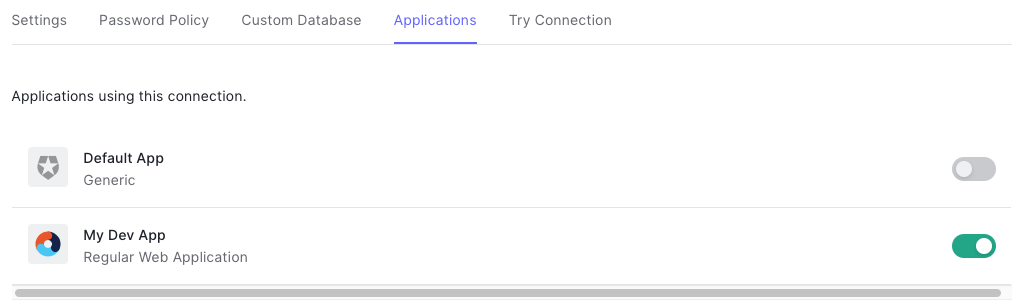 Settings Password Policy Custom Database Applications Try Connection
Applications using this connection.
Default App
Generic
My Dev App
Regular Web Application